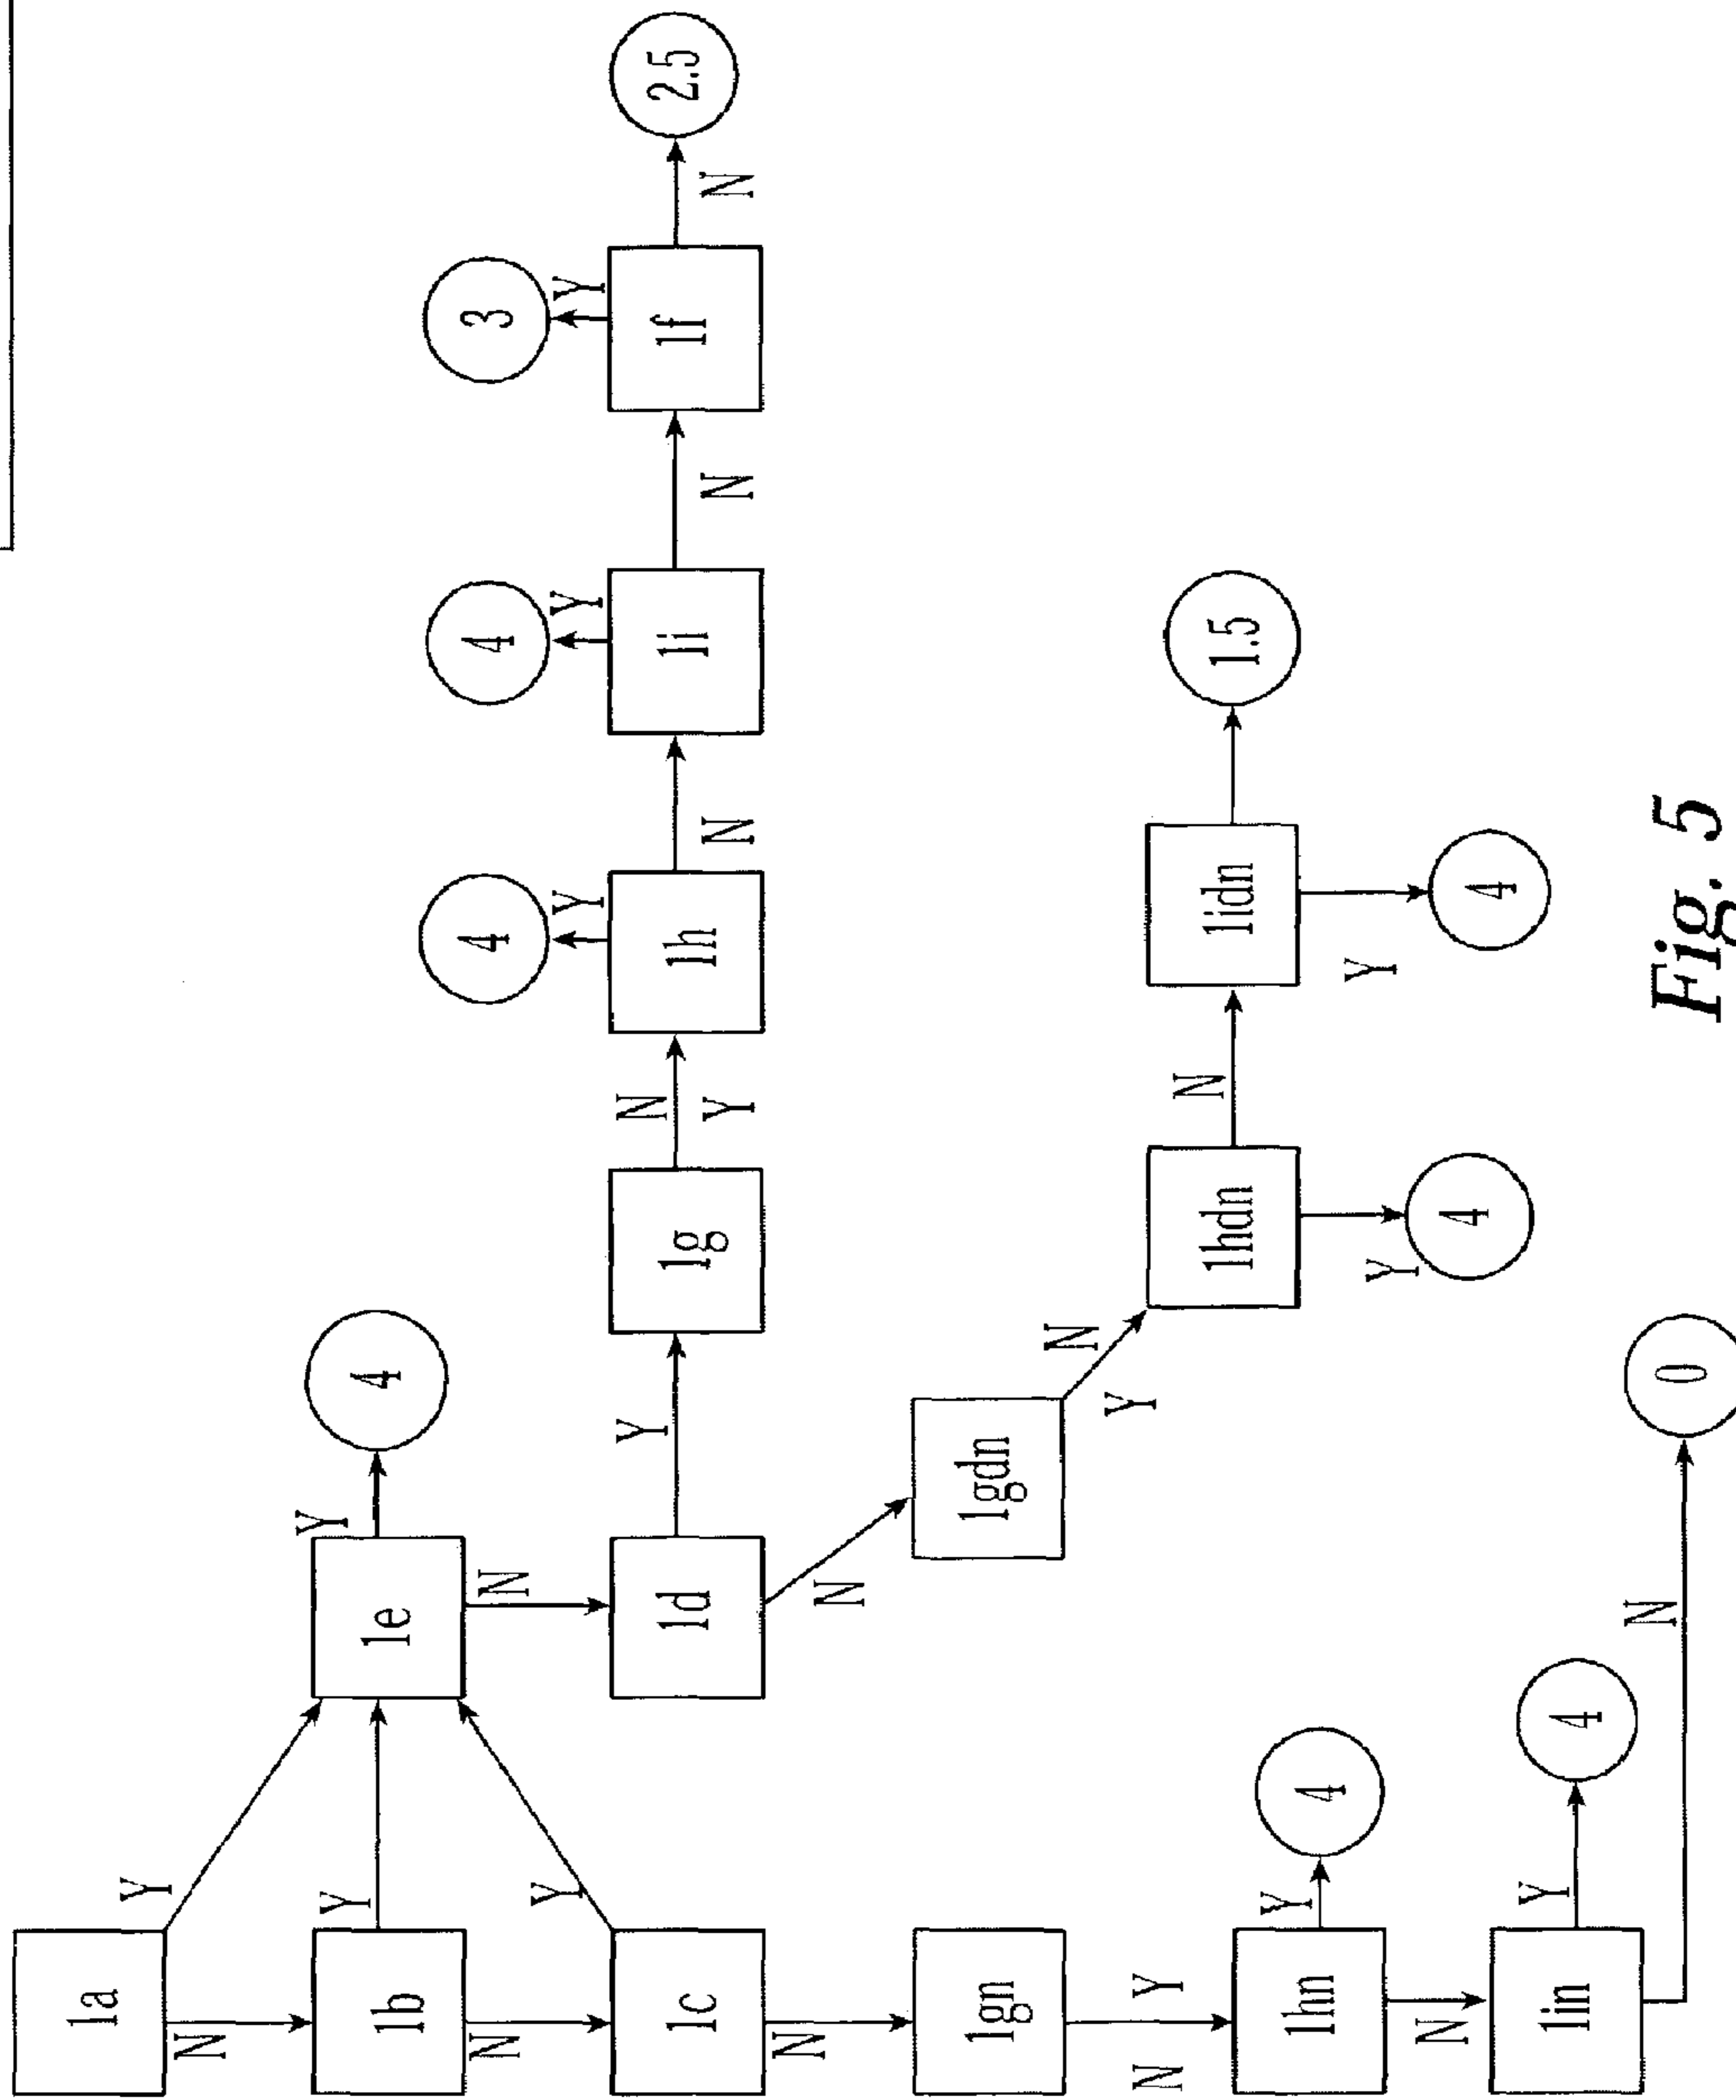 1a
Y
N
Y
Y
1b 1e 4
N N
4 4 3
Y Y Y Y
Y N
1c 1d 1g 1h 1i 1f 2.5
Y N N N
N N
1gn 1gdn
N
Y
N Y
N
1hdn 1idn 1.5
Y
1hn 4
Y Y
N
4 4
Y
1in 4
N
0
Fig. 5